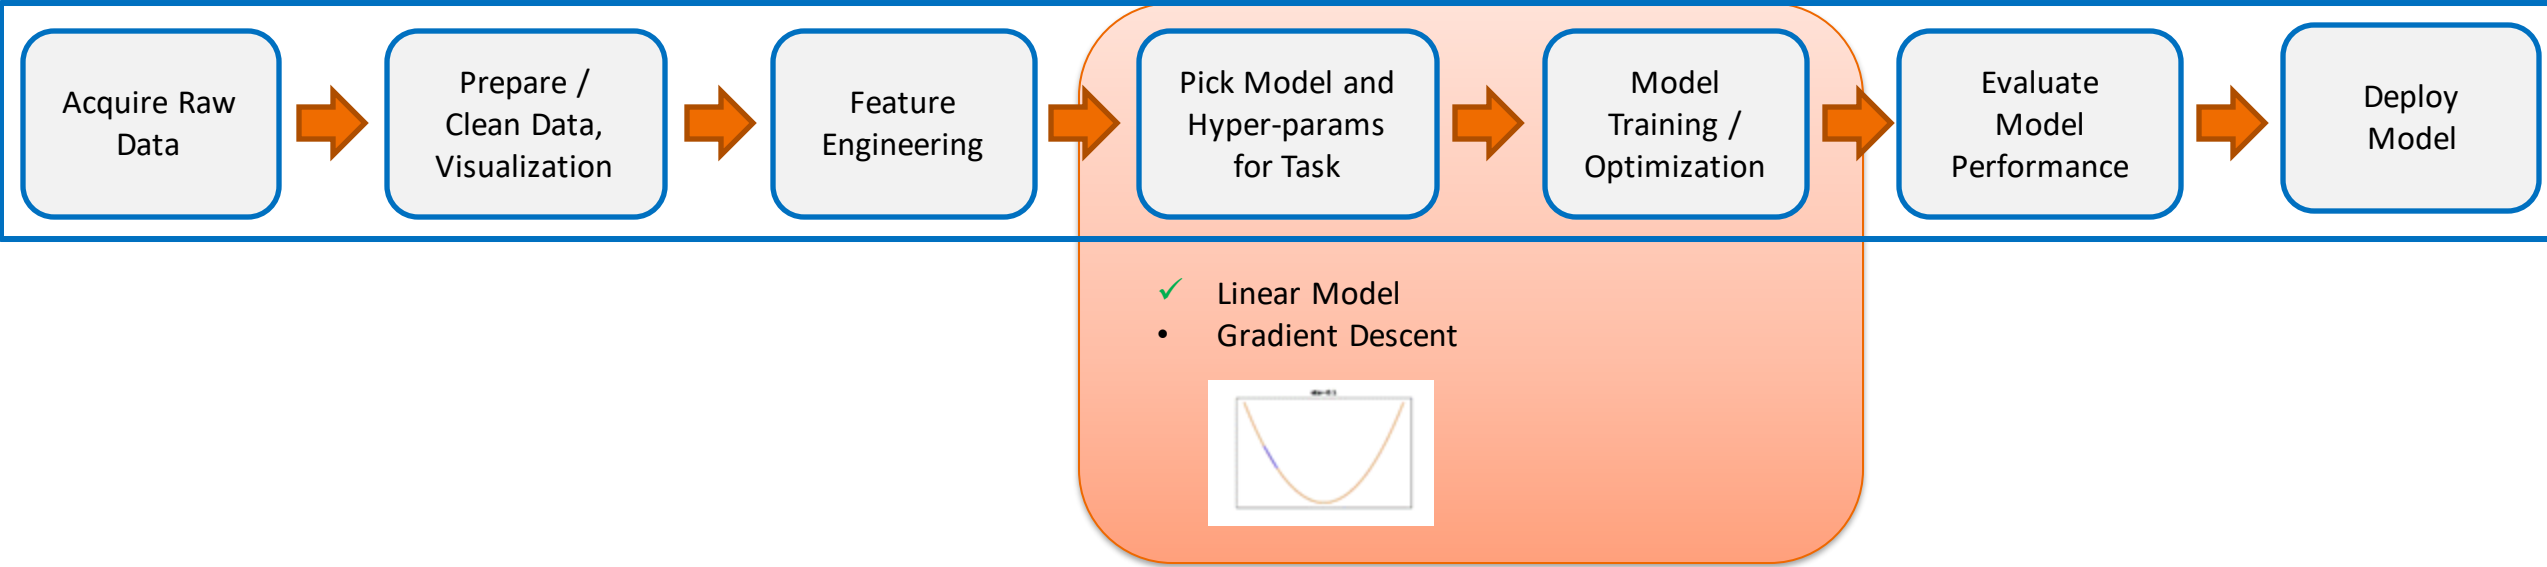 Acquire Raw
Data
Prepare /
Clean Data,
Visualization
Feature
Engineering
Pick Model and
Hyper-params
for Task
Model
Training /
Optimization
Evaluate
Model
Performance
Deploy
Model
✓ Linear Model
• Gradient Descent